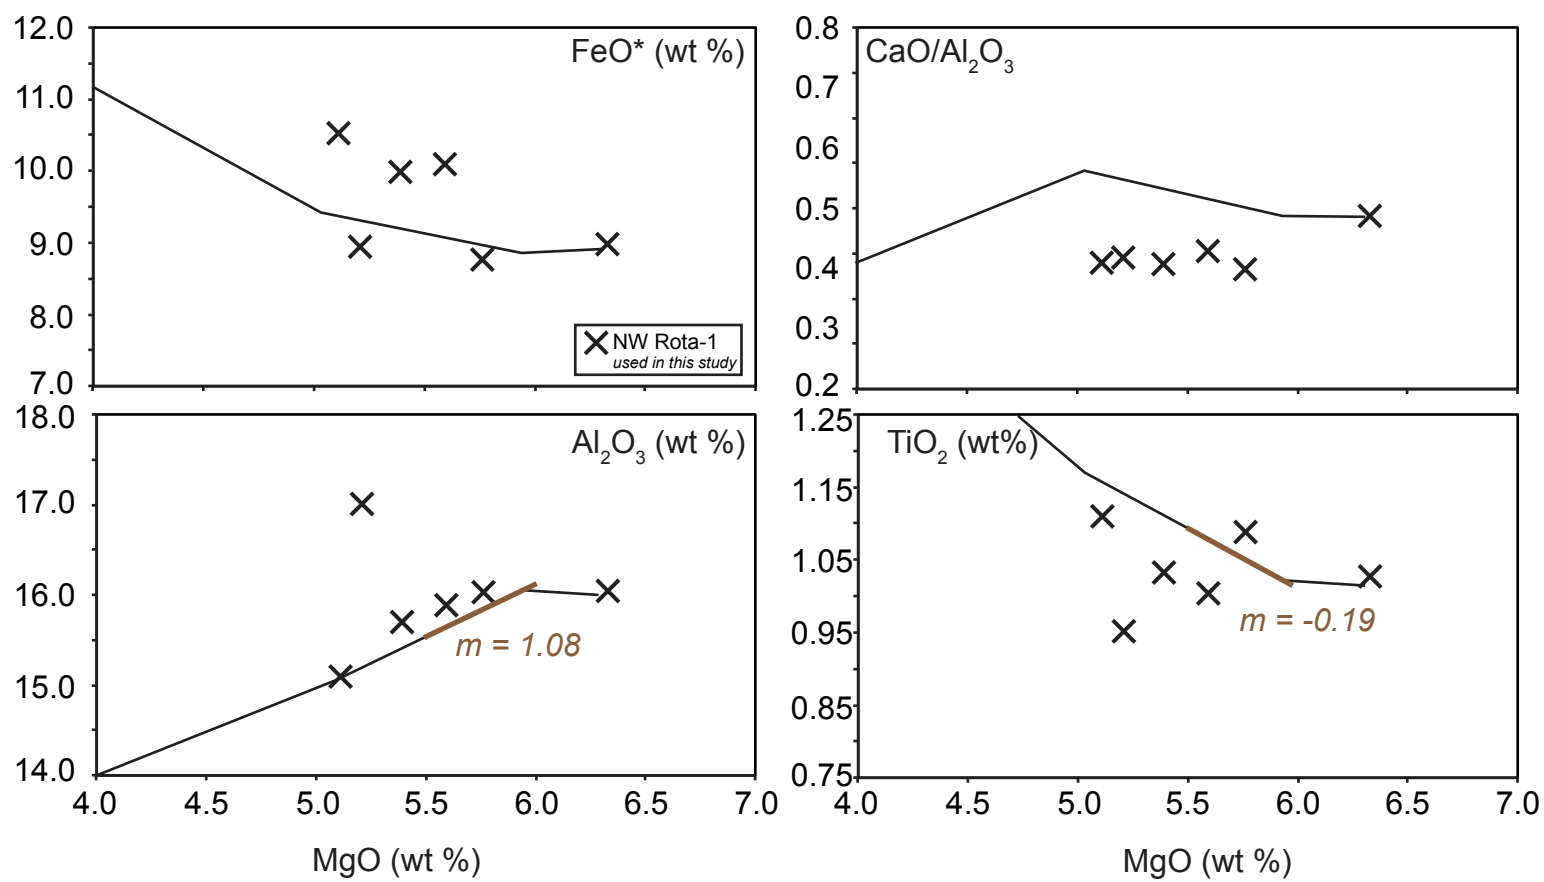 12.0
11.0
10.0
9.0
8.0
7.0
FeO* (wt %)
NW Rota-1
used in this study
0.8
0.7
0.6
0.5
0.4
0.3
0.2
CaO/Al₂O₃
18.0
17.0
16.0
15.0
14.0
Al₂O₃ (wt %)
m = 1.08
4.0 4.5 5.0 5.5 6.0 6.5 7.0
MgO (wt %)
1.25
1.15
1.05
0.95
0.85
0.75
TiO₂ (wt%)
m = -0.19
4.0 4.5 5.0 5.5 6.0 6.5 7.0
MgO (wt %)